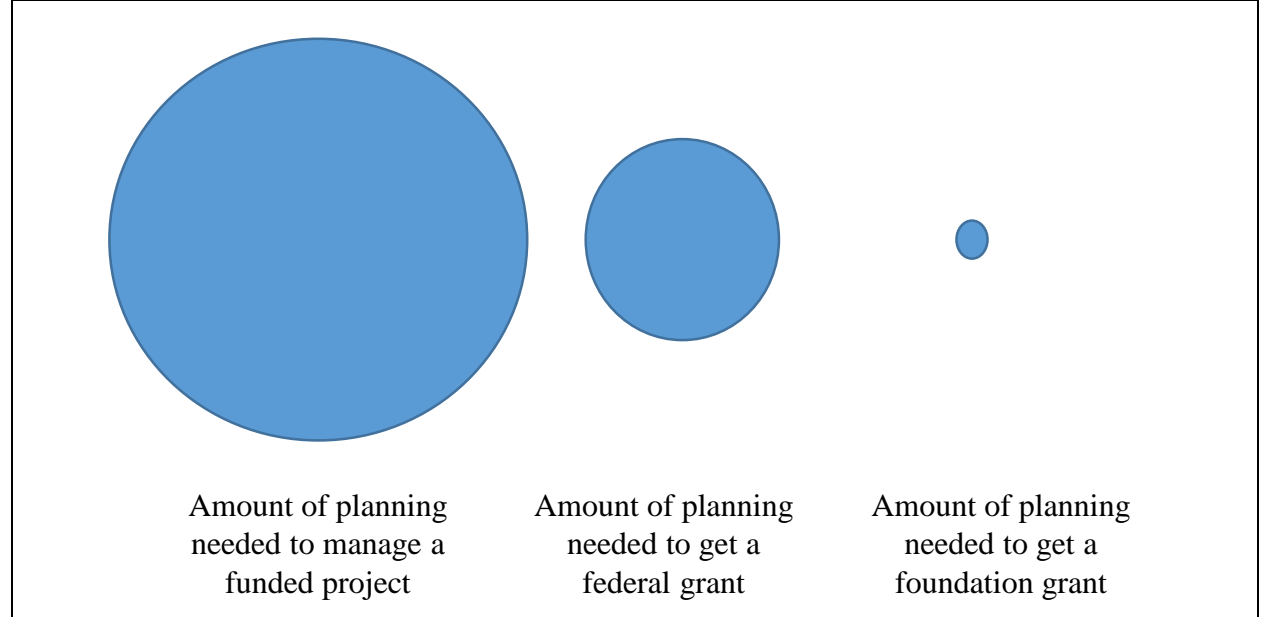 Amount of planning
needed to manage a
funded project
Amount of planning
needed to get a
federal grant
Amount of planning
needed to get a
foundation grant